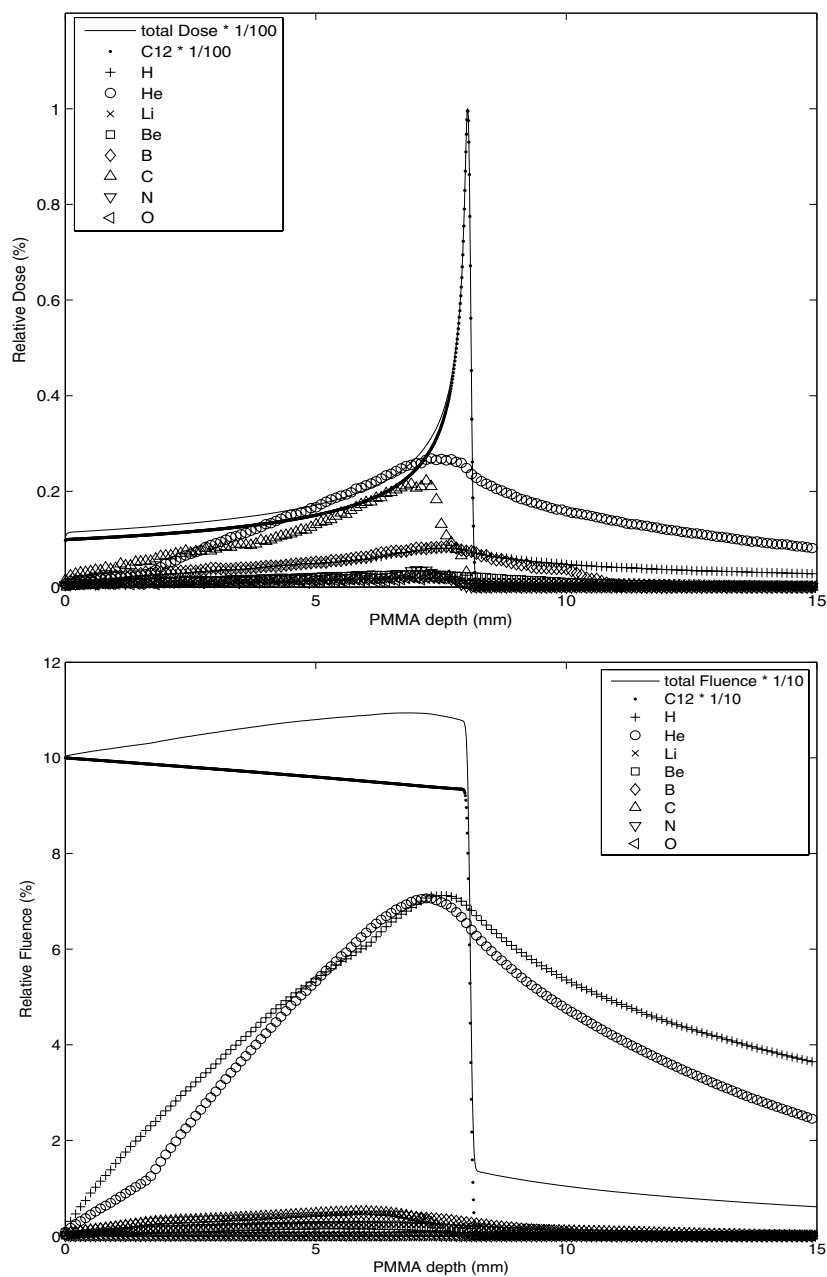 total Dose * 1/100
C12 * 1/100
H
He
Li
Be
B
C
N
O
1
0.8
0.6
0.4
0.2
0
Relative Dose (%)
0
5
10
15
PMMA depth (mm)
12
10
8
6
4
2
0
Relative Fluence (%)
total Fluence * 1/10
C12 * 1/10
H
He
Li
Be
B
C
N
O
0
5
10
15
PMMA depth (mm)